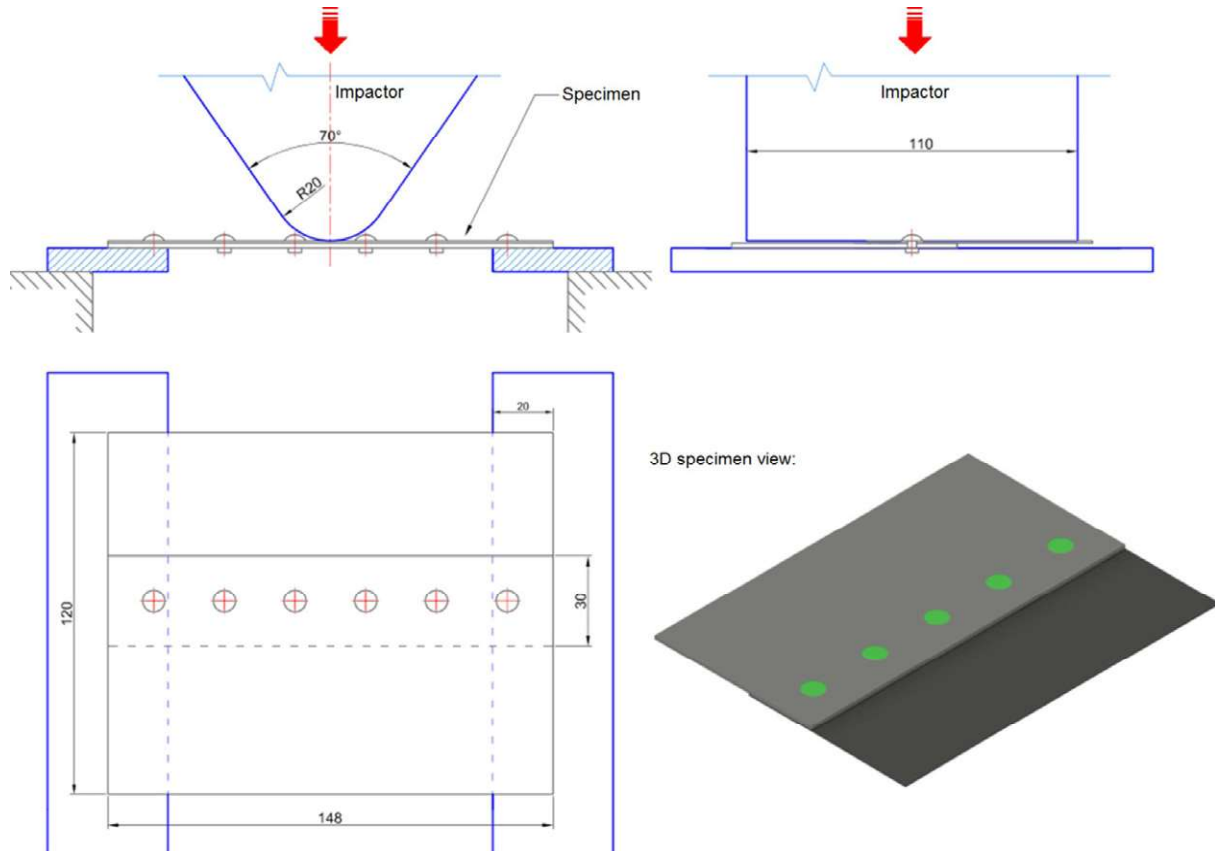 Impactor
Specimen
70°
R20
Impactor
110
20
120
30
148
3D specimen view: